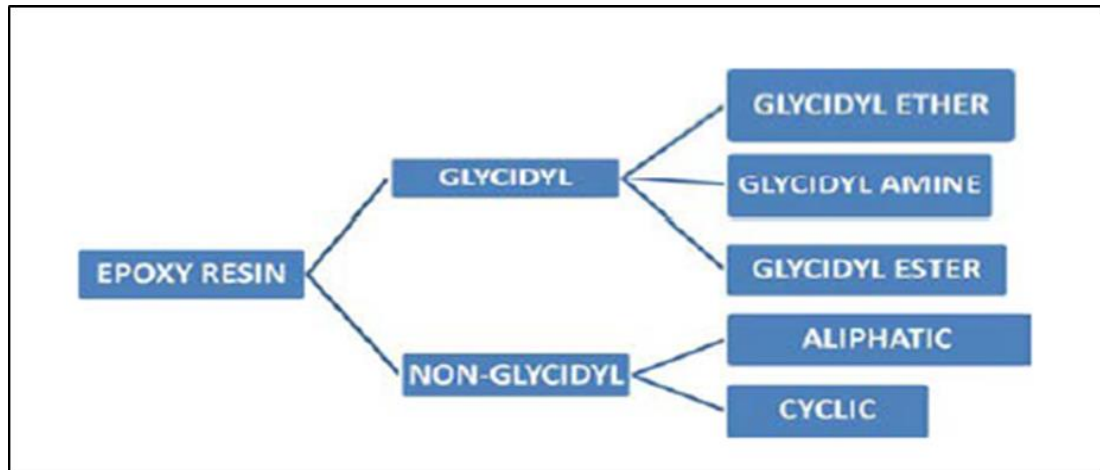 EPOXY RESIN
GLYCIDYL
NON-GLYCIDYL
GLYCIDYL ETHER
GLYCIDYL AMINE
GLYCIDYL ESTER
ALIPHATIC
CYCLIC